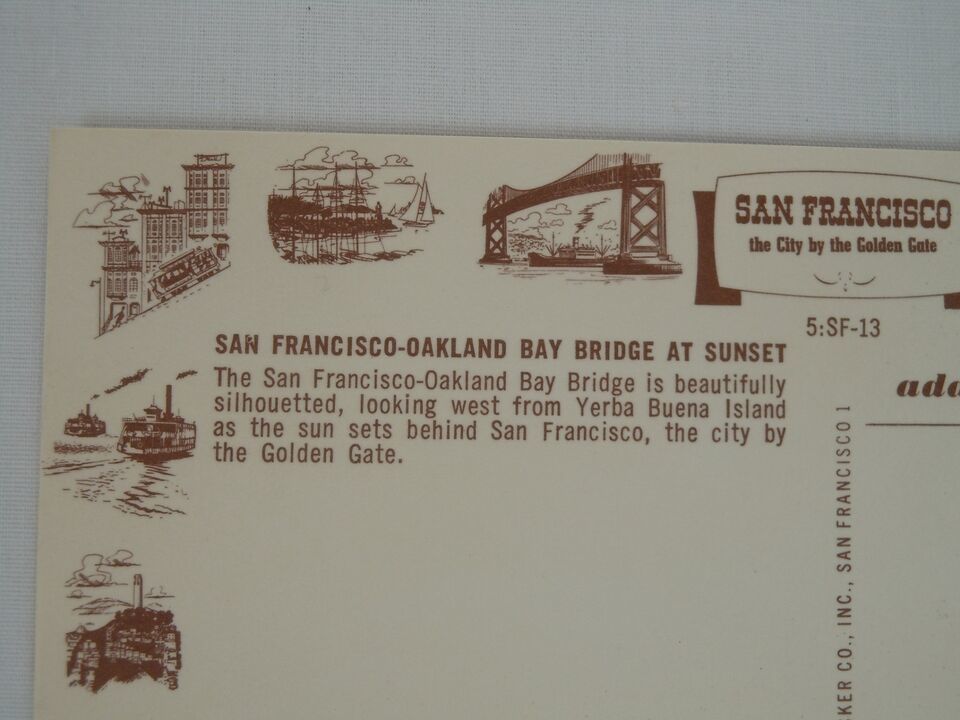 SAN FRANCISCO
the City by the Golden Gate
5:SF-13
SAN FRANCISCO-OAKLAND BAY BRIDGE AT SUNSET
The San Francisco-Oakland Bay Bridge is beautifully
silhouetted, looking west from Yerba Buena Island
as the sun sets behind San Francisco, the city by
the Golden Gate.
add
KER CO., INC., SAN FRANCISCO 1